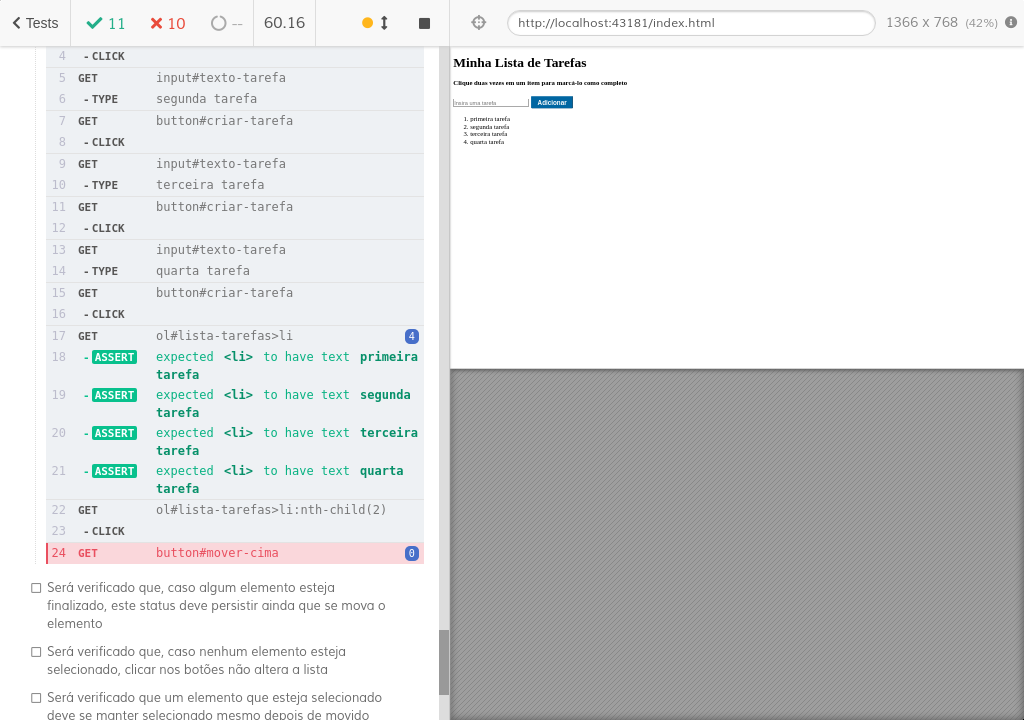 Tests
11
10
--
60.16
http://localhost:43181/index.html
1366 x 768 (42%)
4 - CLICK
5 GET input#texto-tarefa
6 - TYPE segunda tarefa
7 GET button#criar-tarefa
8 - CLICK
9 GET input#texto-tarefa
10 - TYPE terceira tarefa
11 GET button#criar-tarefa
12 - CLICK
13 GET input#texto-tarefa
14 - TYPE quarta tarefa
15 GET button#criar-tarefa
16 - CLICK
17 GET ol#lista-tarefas>li 4
18 - ASSERT expected <li> to have text primeira
tarefa
19 - ASSERT expected <li> to have text segunda
tarefa
20 - ASSERT expected <li> to have text terceira
tarefa
21 - ASSERT expected <li> to have text quarta
tarefa
22 GET ol#lista-tarefas>li:nth-child(2)
23 - CLICK
24 GET button#mover-cima 0
Será verificado que, caso algum elemento esteja
finalizado, este status deve persistir ainda que se mova o
elemento
Será verificado que, caso nenhum elemento esteja
selecionado, clicar nos botões não altera a lista
Será verificado que um elemento que esteja selecionado
deve se manter selecionado mesmo depois de movido
Minha Lista de Tarefas
Clique duas vezes em um item para marcá-lo como completo
Insira uma tarefa Adicionar
1. primeira tarefa
2. segunda tarefa
3. terceira tarefa
4. quarta tarefa